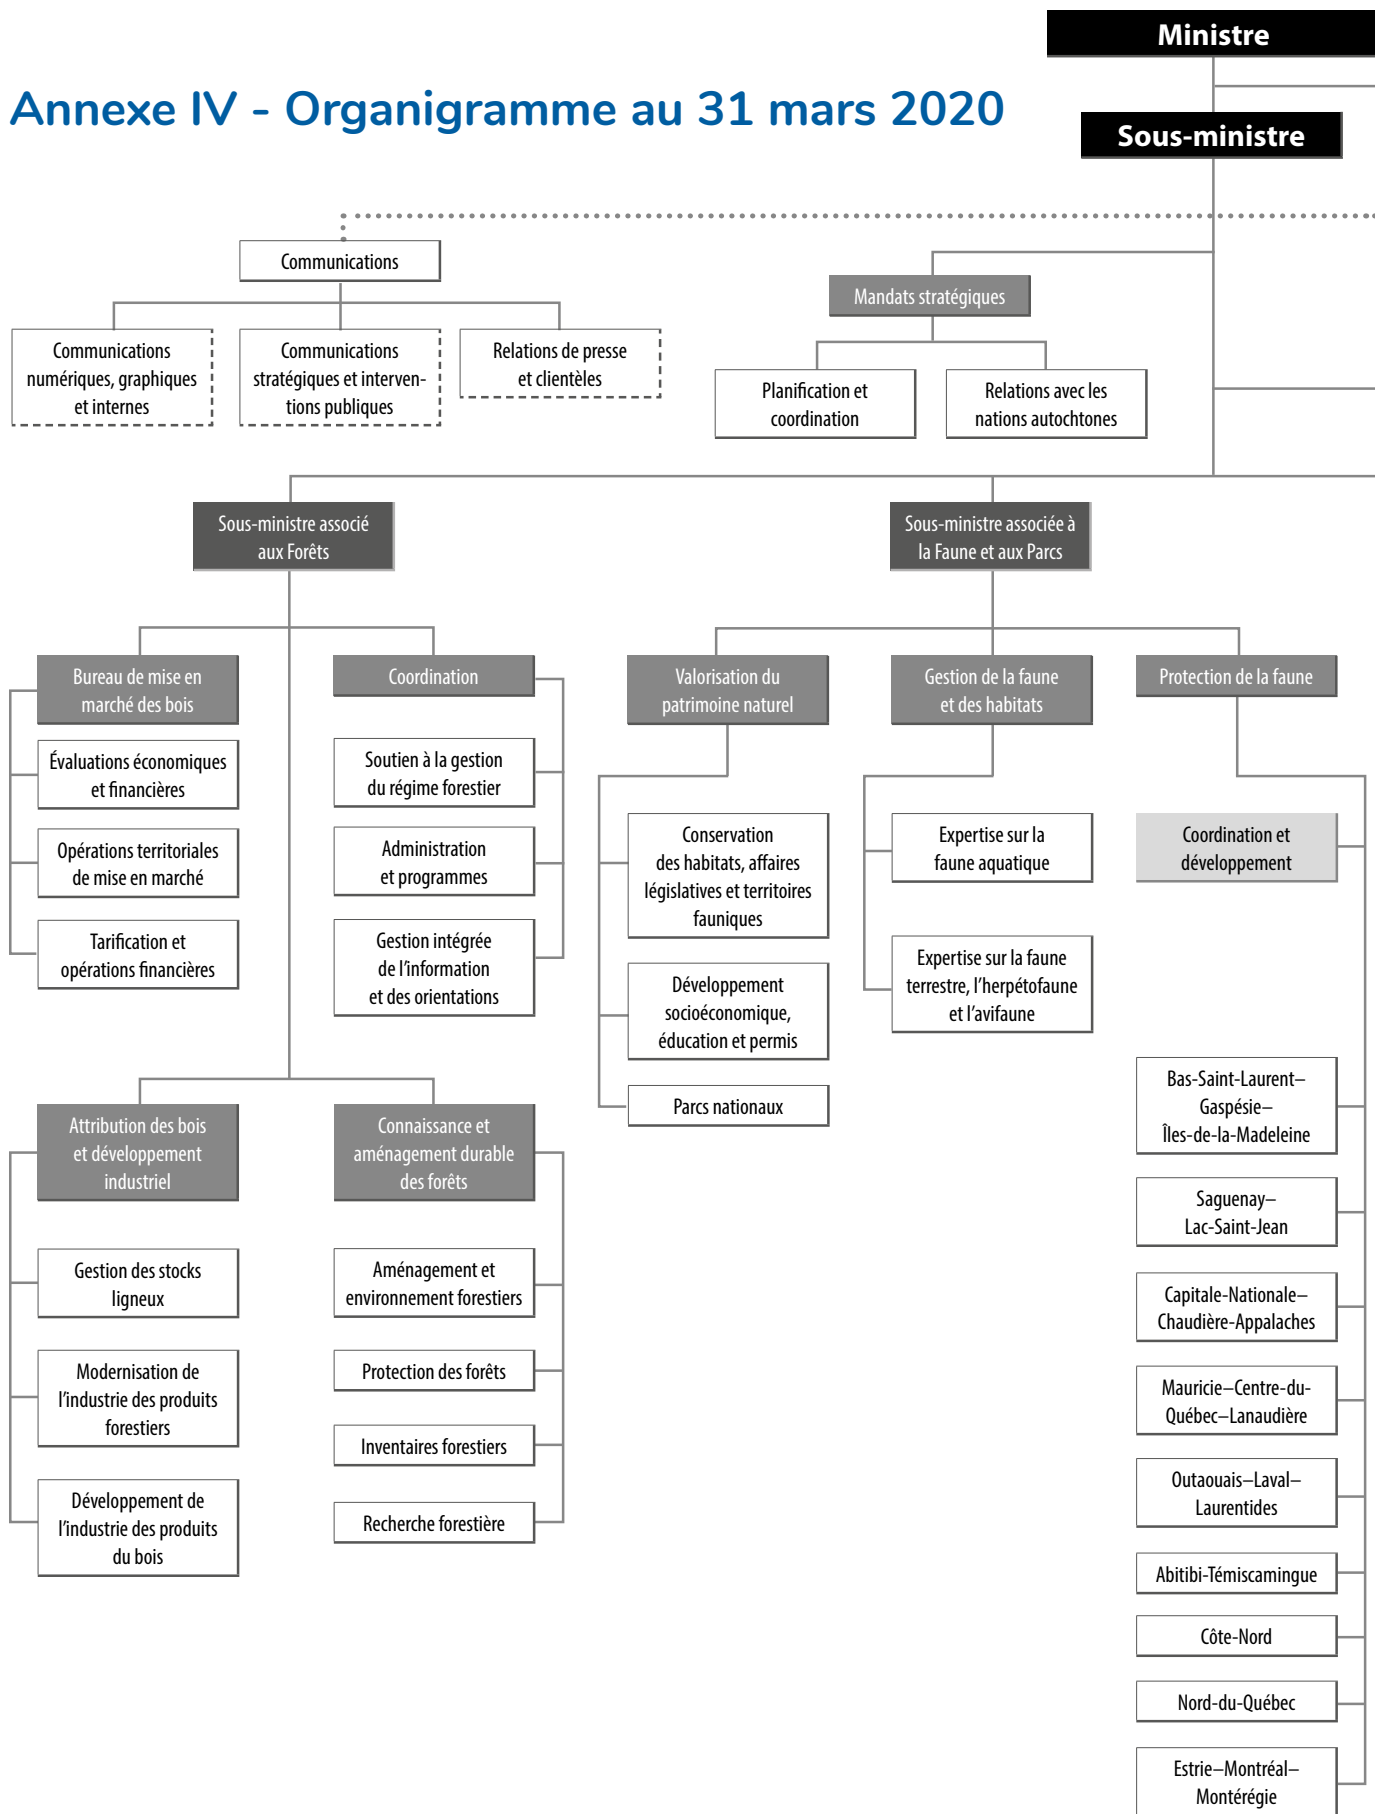 Ministre
Annexe IV - Organigramme au 31 mars 2020
Sous-ministre
Communications
Communications
numériques, graphiques
et internes
Communications
stratégiques et interven-
tions publiques
Relations de presse
et clientèles
Mandats stratégiques
Planification et
coordination
Relations avec les
nations autochtones
Sous-ministre associé
aux Forêts
Sous-ministre associée à
la Faune et aux Parcs
Bureau de mise en
marché des bois
Évaluations économiques
et financières
Opérations territoriales
de mise en marché
Tarification et
opérations financières
Coordination
Soutien à la gestion
du régime forestier
Administration
et programmes
Gestion intégrée
de l'information
et des orientations
Attribution des bois
et développement
industriel
Gestion des stocks
ligneux
Modernisation de
l'industrie des produits
forestiers
Développement de
l'industrie des produits
du bois
Connaissance et
aménagement durable
des forêts
Aménagement et
environnement forestiers
Protection des forêts
Inventaires forestiers
Recherche forestière
Valorisation du
patrimoine naturel
Conservation
des habitats, affaires
législatives et territoires
fauniques
Développement
socioéconomique,
éducation et permis
Parcs nationaux
Gestion de la faune
et des habitats
Expertise sur la
faune aquatique
Expertise sur la faune
terrestre, l'herpétofaune
et l'avifaune
Protection de la faune
Coordination et
développement
Bas-Saint-Laurent–
Gaspésie–
Îles-de-la-Madeleine
Saguenay–
Lac-Saint-Jean
Capitale-Nationale–
Chaudière-Appalaches
Mauricie–Centre-du-
Québec–Lanaudière
Outaouais–Laval–
Laurentides
Abitibi-Témiscamingue
Côte-Nord
Nord-du-Québec
Estrie–Montréal–
Montérégie